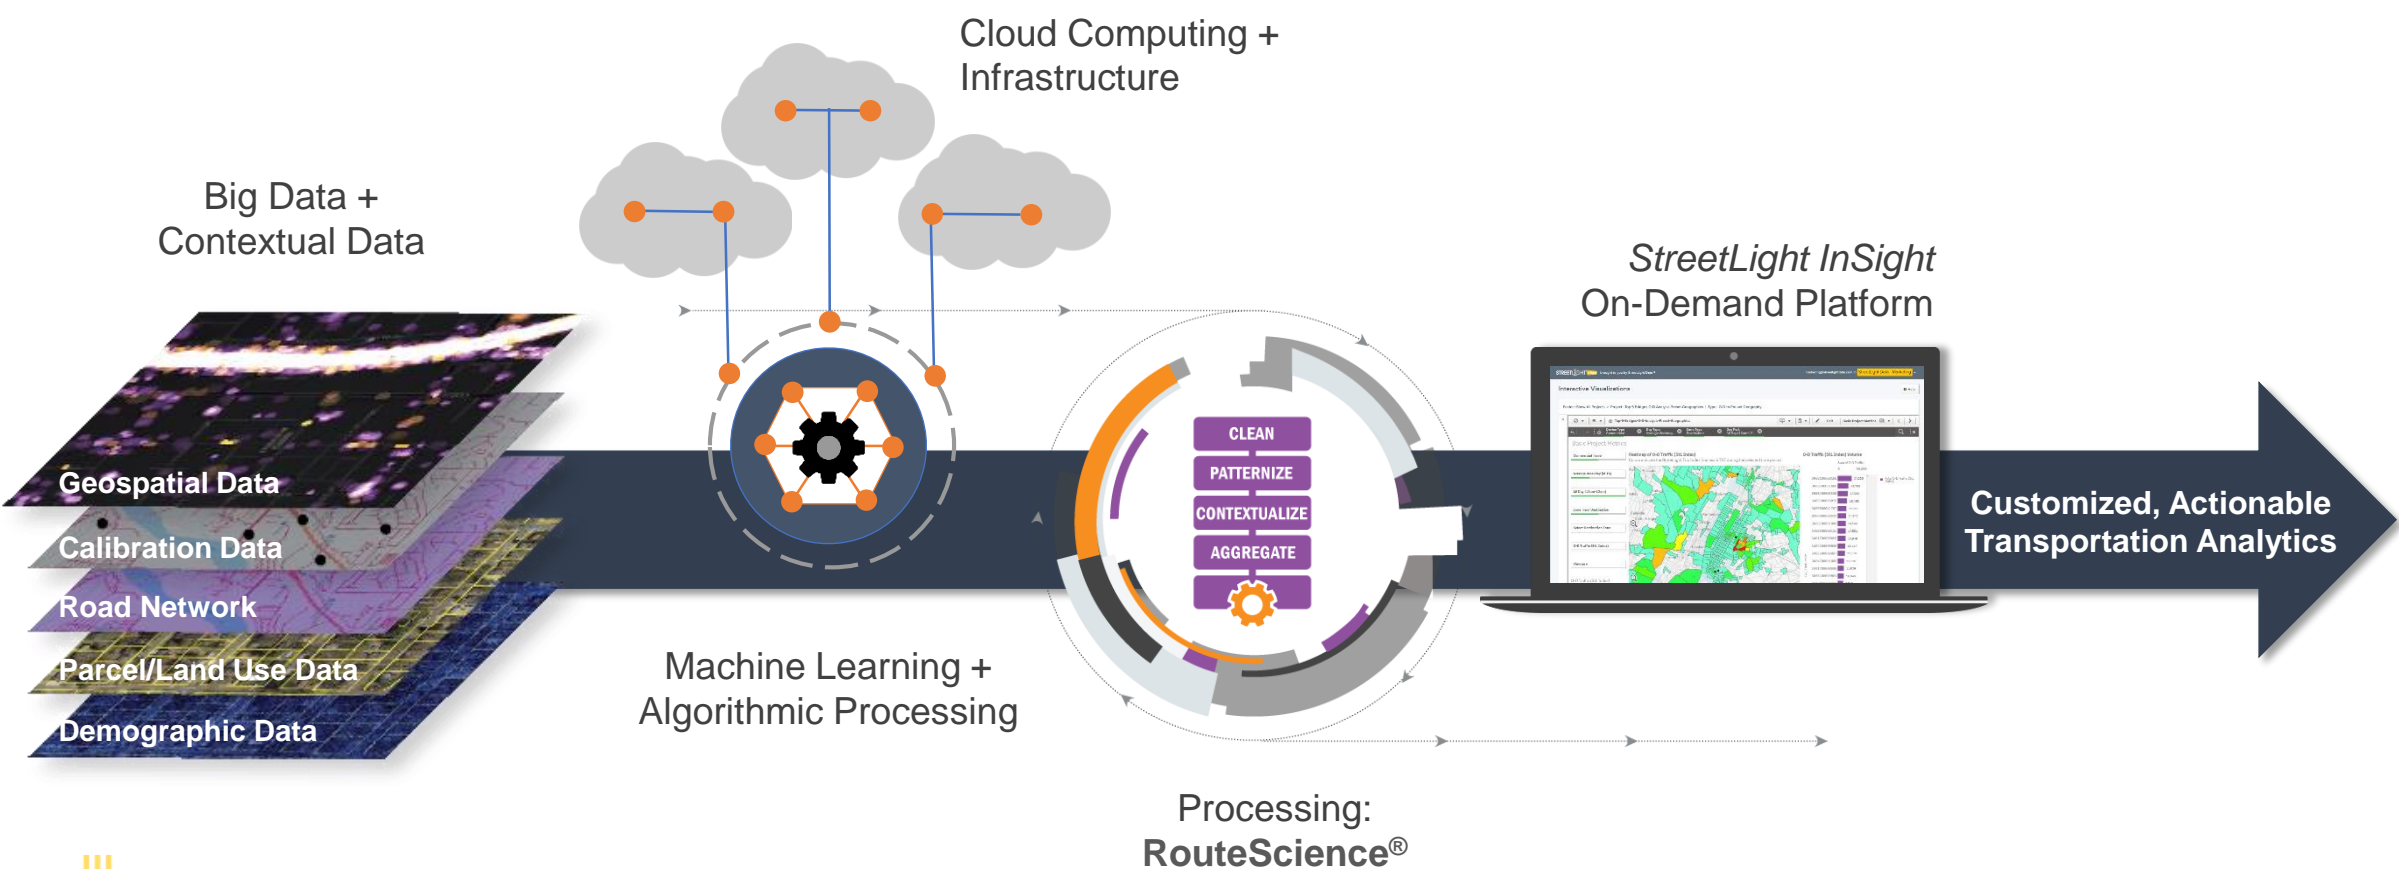 Cloud Computing +
Infrastructure
Big Data +
Contextual Data
StreetLight InSight
On-Demand Platform
Geospatial Data
Calibration Data
Road Network
Parcel/Land Use Data
Demographic Data
CLEAN
PATTERNIZE
CONTEXTUALIZE
AGGREGATE
Interactive Visualizations
Customized, Actionable
Transportation Analytics
Machine Learning +
Algorithmic Processing
Processing:
RouteScience®